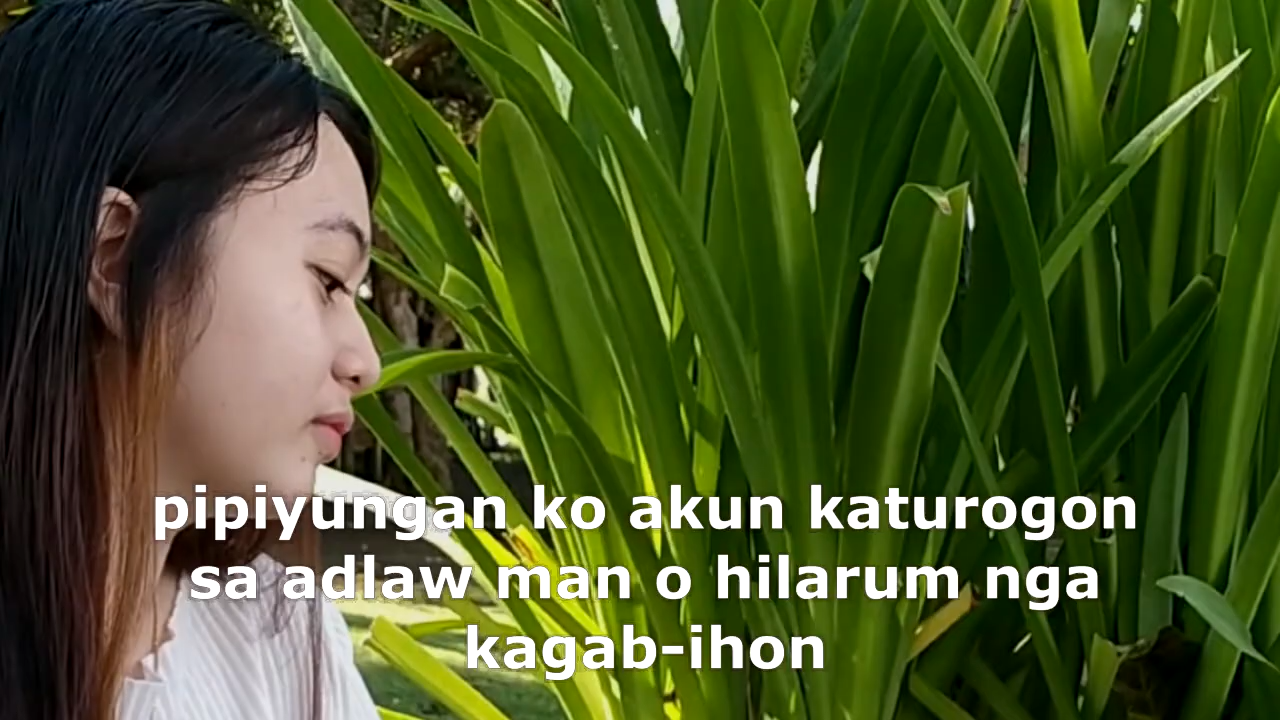 pipiyungan ko akun katurogon
sa adlaw man o hilarum nga
kagab-ihon